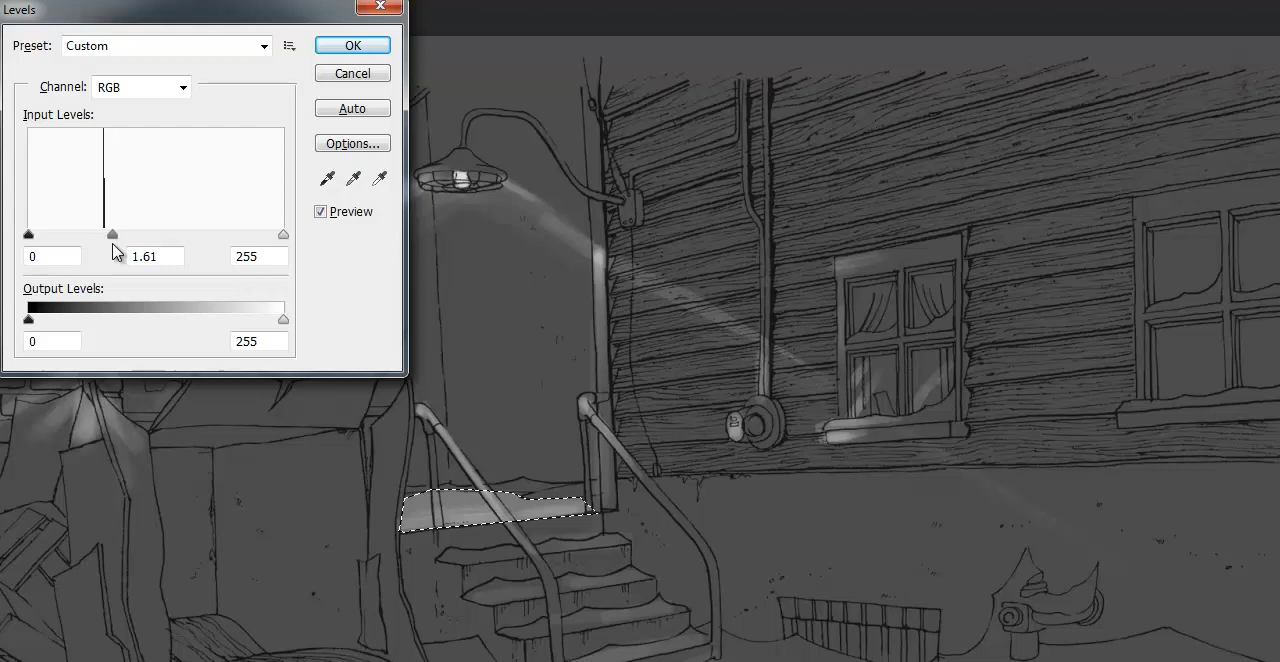 Levels
Preset: Custom
OK
Cancel
Channel: RGB
Auto
Input Levels:
Options...
Preview
0 1.61 255
Output Levels:
0 255